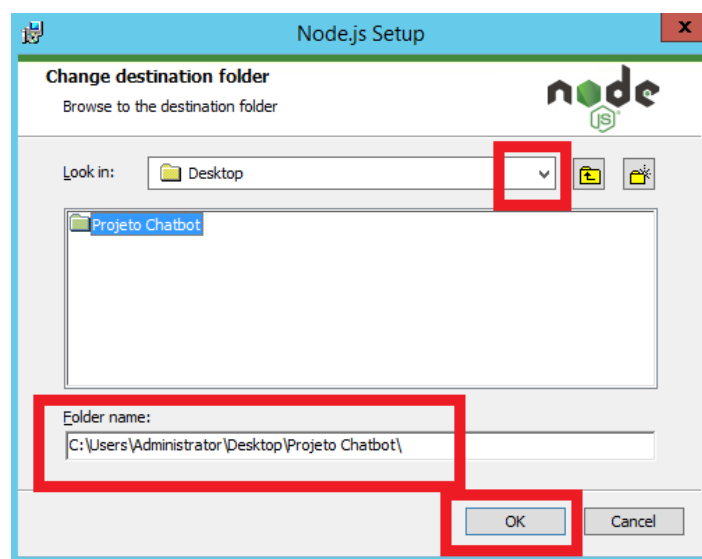 Node.js Setup
x
Change destination folder
Browse to the destination folder
node
JS
Look in:
Desktop
Projeto Chatbot
Folder name:
C:\Users\Administrator\Desktop\Projeto Chatbot\
OK
Cancel